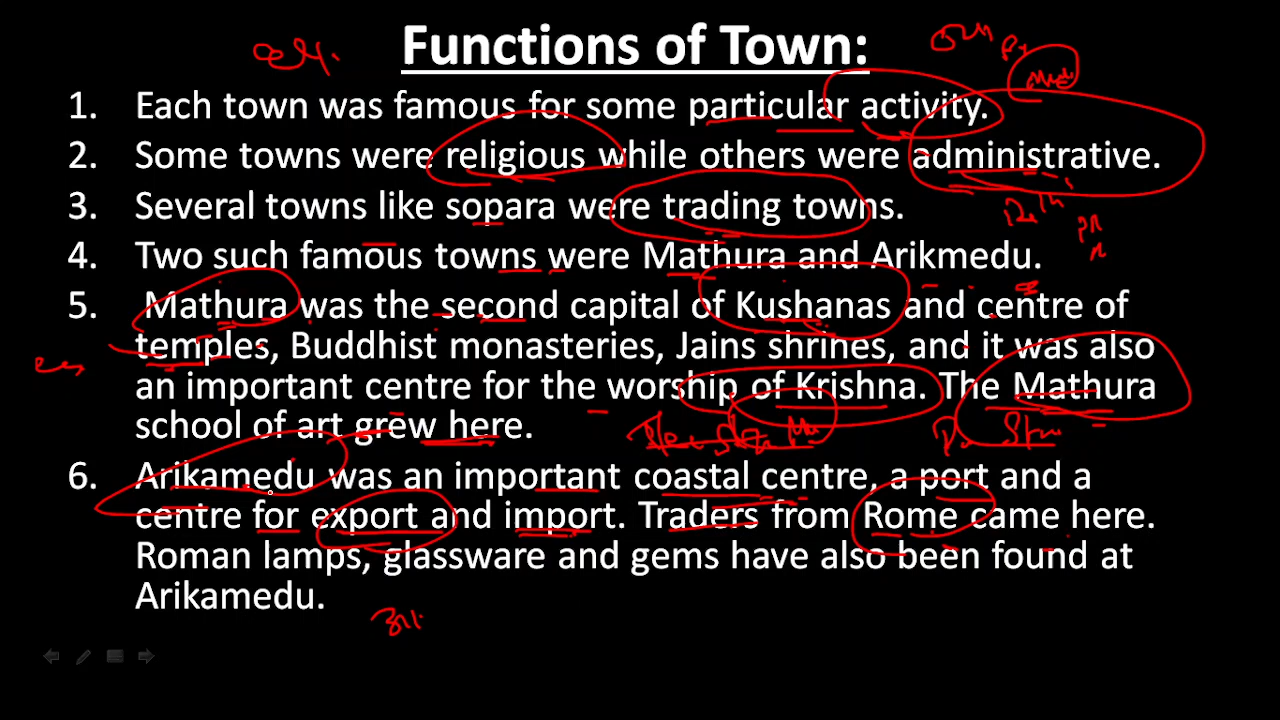 Functions of Town:
1. Each town was famous for some particular activity.
2. Some towns were religious while others were administrative.
3. Several towns like sopara were trading towns.
4. Two such famous towns were Mathura and Arikmedu.
5. Mathura was the second capital of Kushanas and centre of
temples, Buddhist monasteries, Jains shrines, and it was also
an important centre for the worship of Krishna. The Mathura
school of art grew here.
6. Arikamedu was an important coastal centre, a port and a
centre for export and import. Traders from Rome came here.
Roman lamps, glassware and gems have also been found at
Arikamedu.